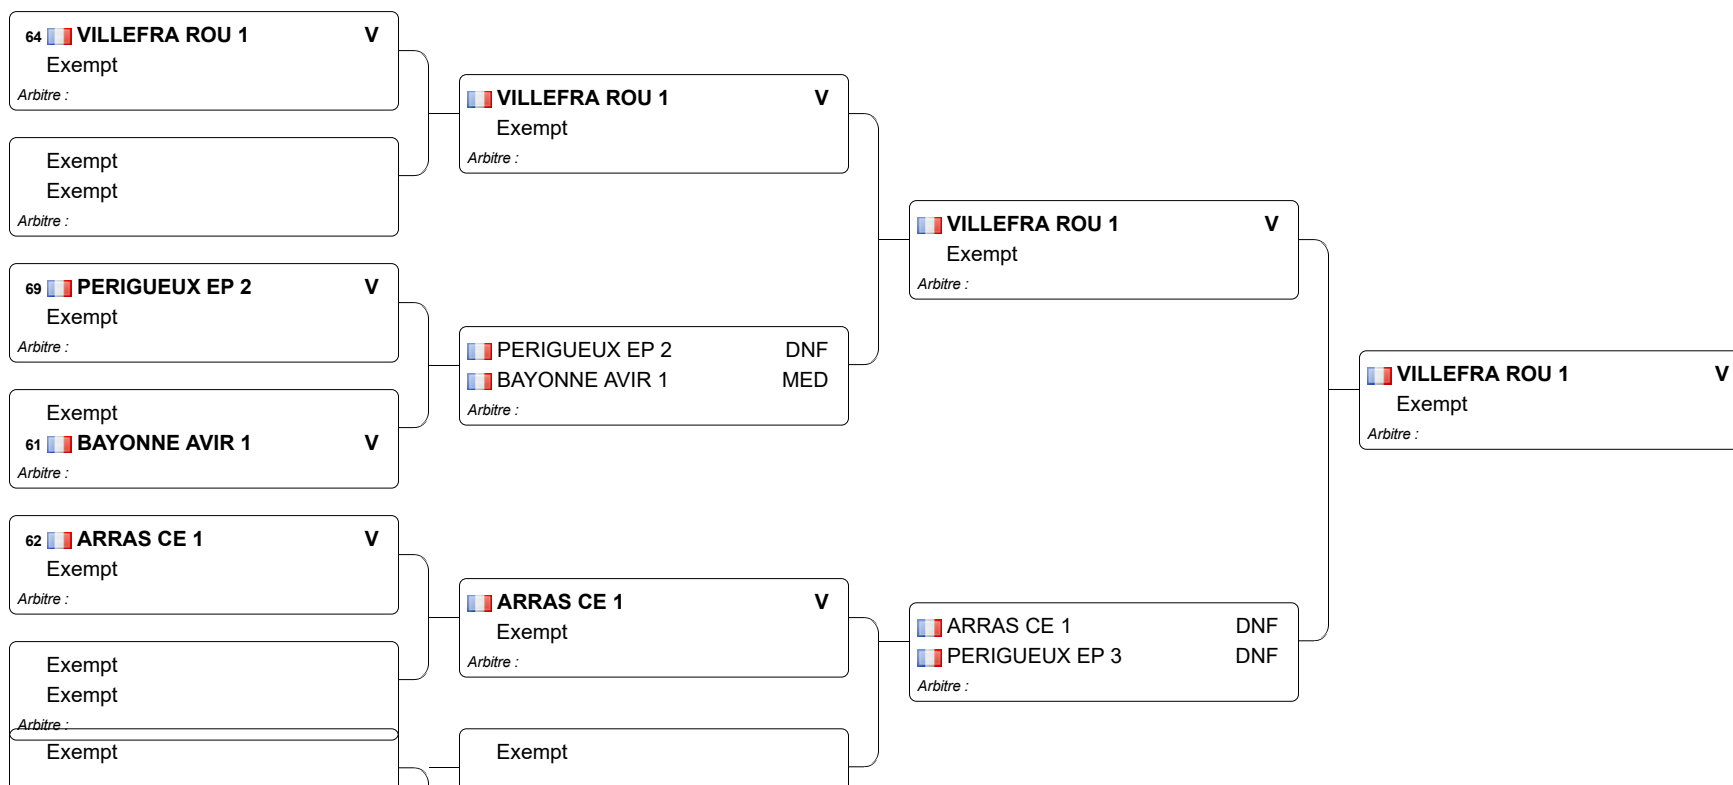 64 VILLEFRA ROU 1 V
Exempt
Arbitre :
Exempt
Exempt
Arbitre :
69 PERIGUEUX EP 2 V
Exempt
Arbitre :
Exempt
61 BAYONNE AVIR 1 V
Arbitre :
62 ARRAS CE 1 V
Exempt
Arbitre :
Exempt
Exempt
Arbitre :
Exempt
VILLEFRA ROU 1 V
Exempt
Arbitre :
PERIGUEUX EP 2 DNF
BAYONNE AVIR 1 MED
Arbitre :
ARRAS CE 1 V
Exempt
Arbitre :
Exempt
VILLEFRA ROU 1 V
Exempt
Arbitre :
ARRAS CE 1 DNF
PERIGUEUX EP 3 DNF
Arbitre :
VILLEFRA ROU 1 V
Exempt
Arbitre :